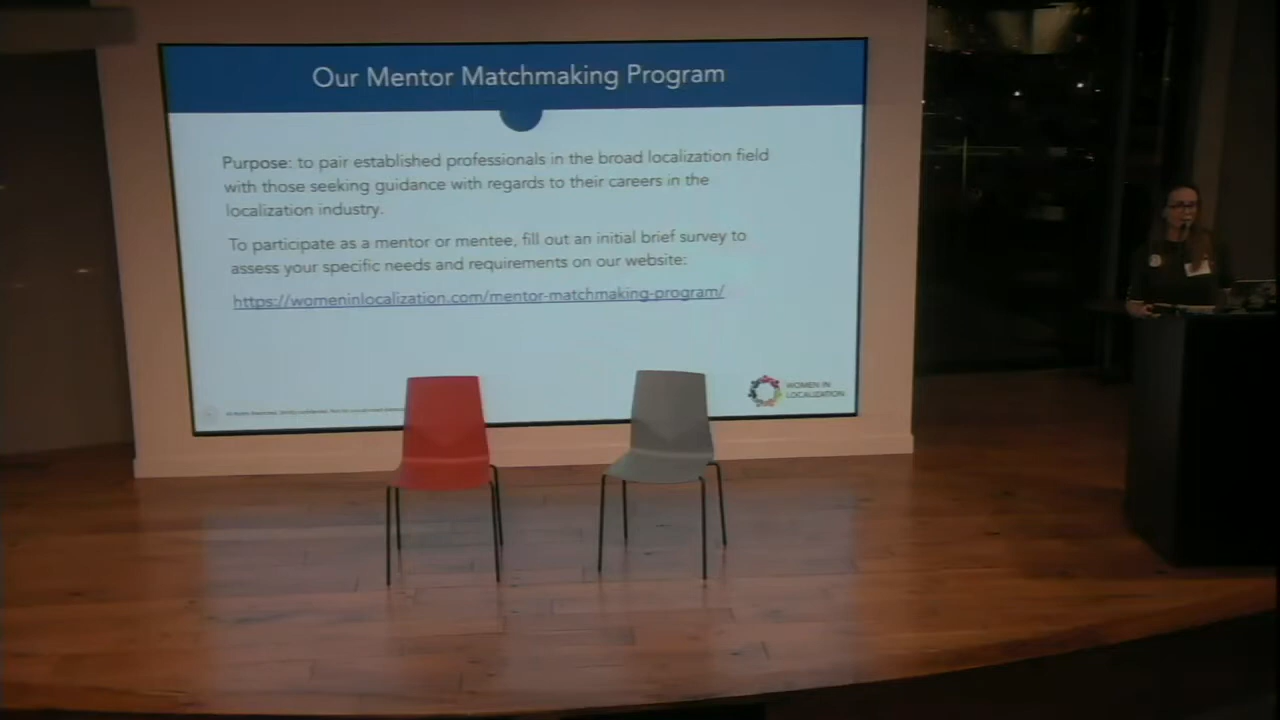 Our Mentor Matchmaking Program
Purpose: to pair established professionals in the broad localization field
with those seeking guidance with regards to their careers in the
localization industry.
To participate as a mentor or mentee, fill out an initial brief survey to
assess your specific needs and requirements on our website:
https://womeninlocalization.com/mentor-matchmaking-program/
WOMEN IN
LOCALIZATION